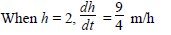 When h = 2, dh/dt = 9/4 m/h